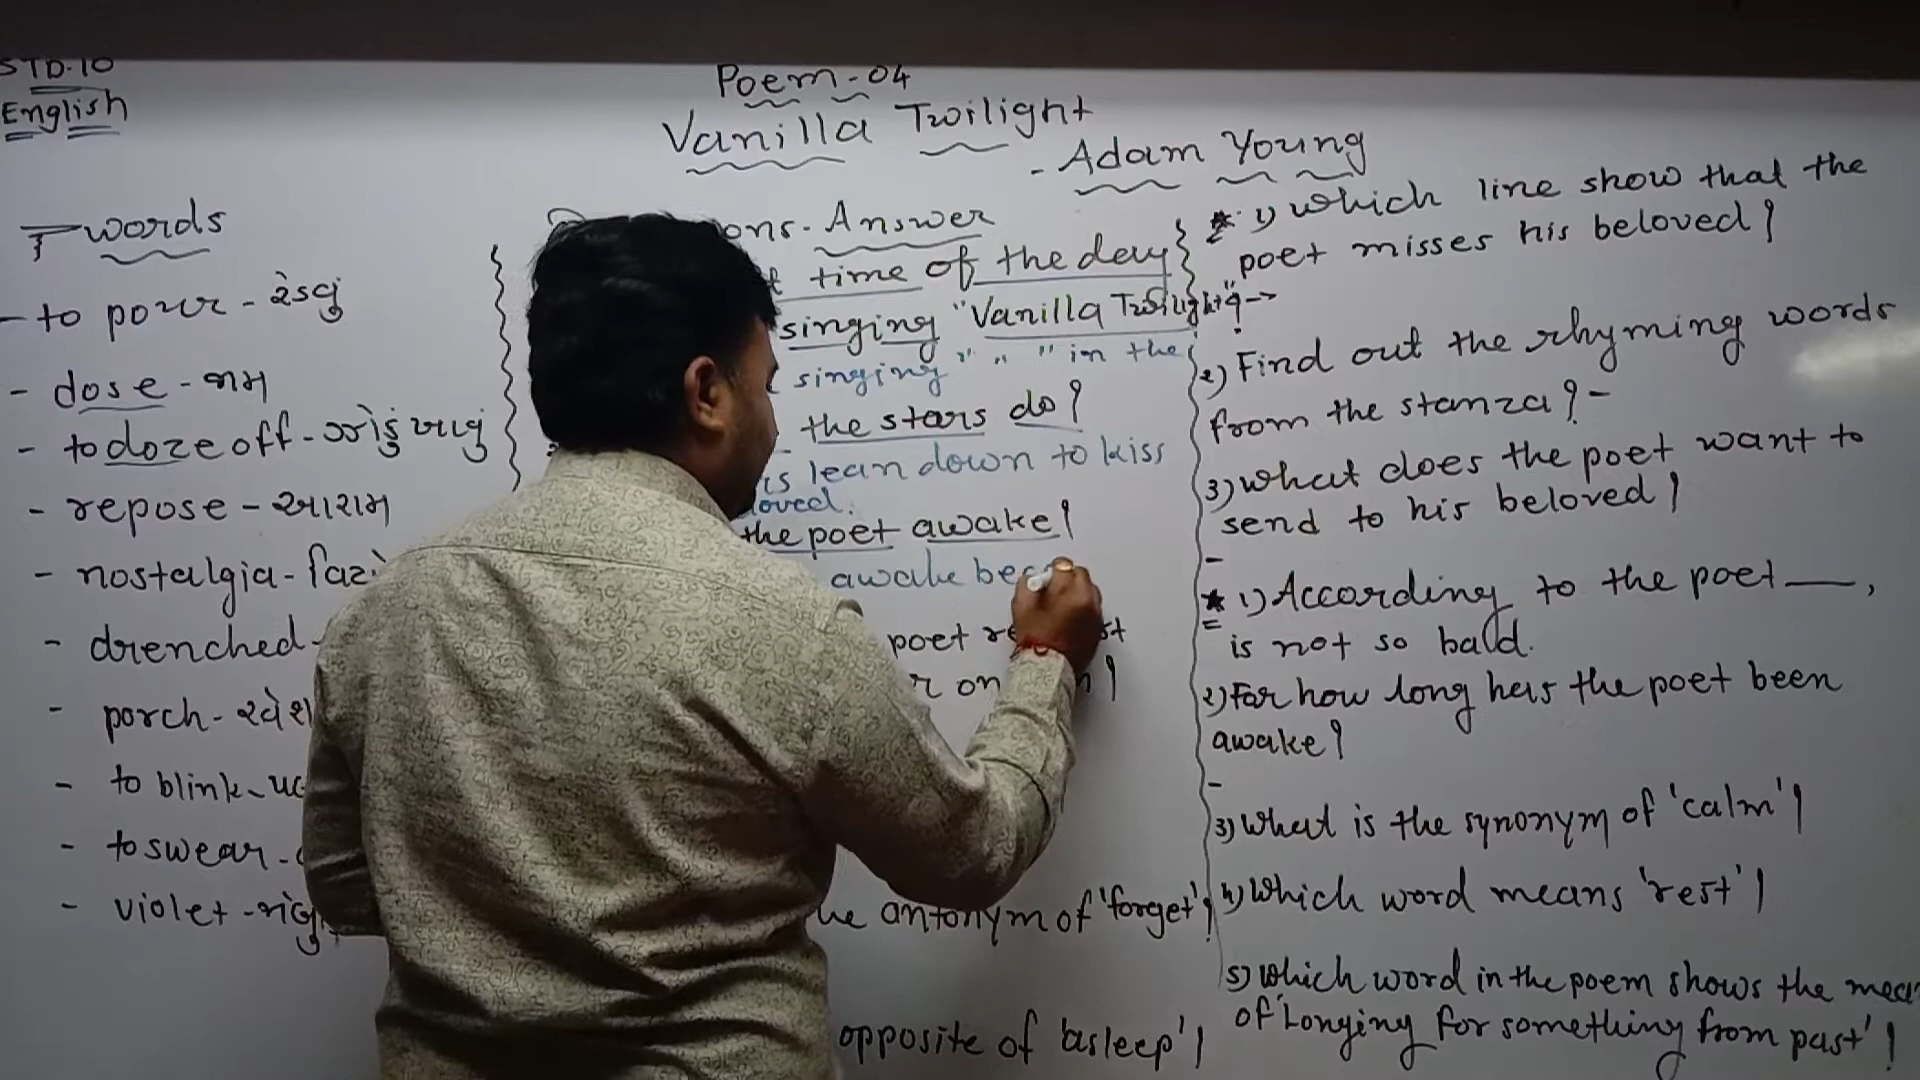 STD.10
English
Poem-04
Vanilla Twilight
- Adam Young
words
- to pour - રેડવું
- dose - જામ
- to doze off - ઝોકું ખાવું
- repose - આરામ
- nostalgia -
- drenched -
- porch -
- to blink -
- to swear -
- violet -
Answer
time of the day
singing "Vanilla Twilight"?
singing " " " in the
the stars do?
lean down to kiss
the poet awake?
awake
poet
on
the antonym of 'forget'?
opposite of 'asleep'?
* 1) which line show that the
poet misses his beloved?
→
2) Find out the rhyming words
from the stanza? -
3) what does the poet want to
send to his beloved?
-
* 1) According to the poet ___,
is not so bad.
2) For how long has the poet been
awake?
-
3) What is the synonym of 'calm'?
4) Which word means 'rest'?
5) Which word in the poem shows the
of 'Longing for something from past'?